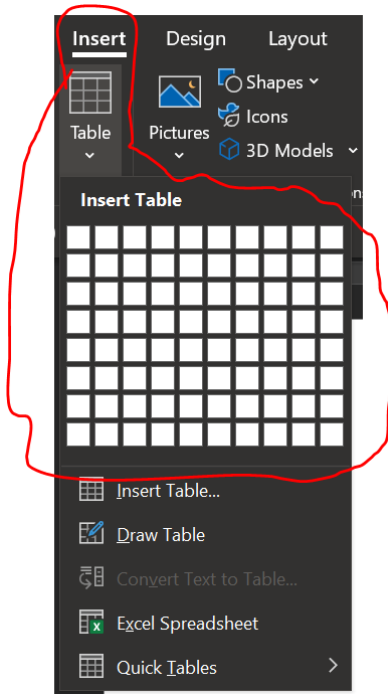 Insert Design Layout
Table
Pictures
Shapes
Icons
3D Models
Insert Table
Insert Table...
Draw Table
Convert Text to Table...
Excel Spreadsheet
Quick Tables